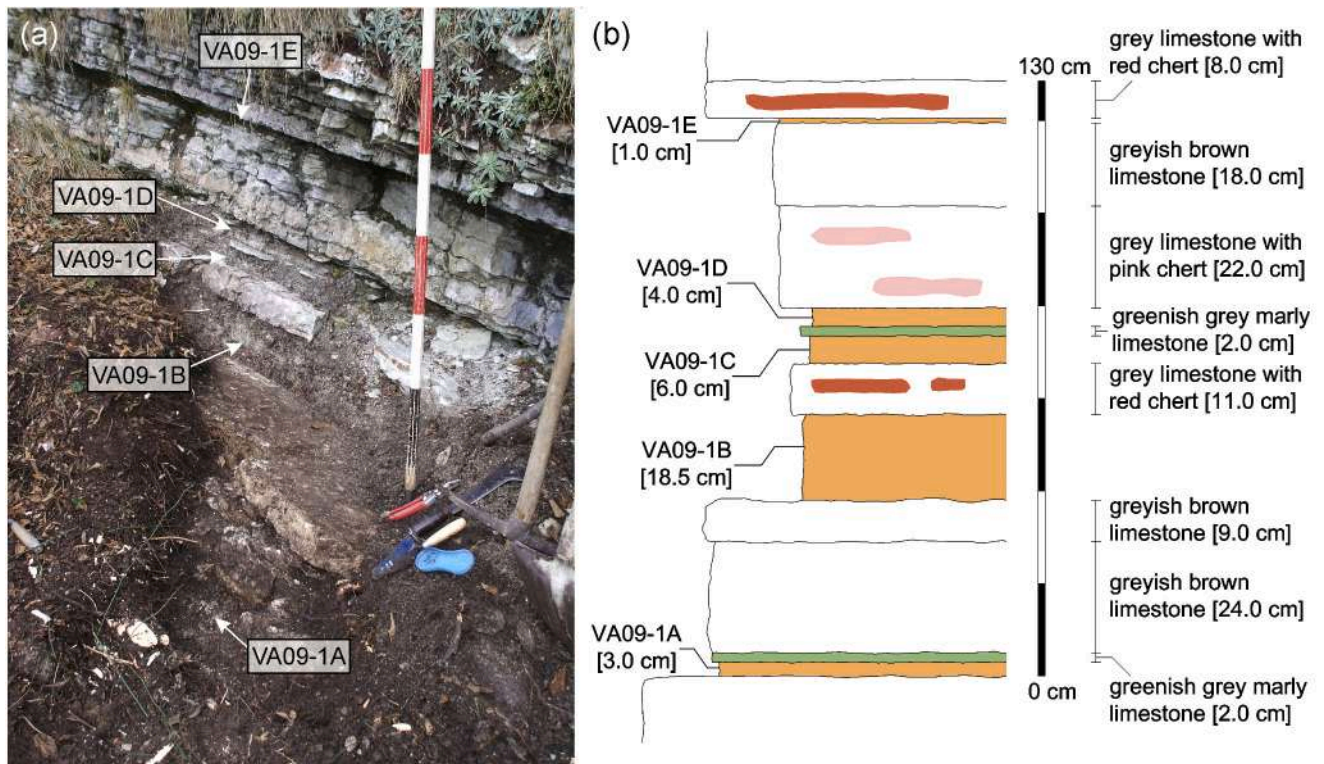 (a)
VA09-1E
VA09-1D
VA09-1C
VA09-1B
VA09-1A
(b)
130 cm
0 cm
VA09-1E
[1.0 cm]
VA09-1D
[4.0 cm]
VA09-1C
[6.0 cm]
VA09-1B
[18.5 cm]
VA09-1A
[3.0 cm]
grey limestone with
red chert [8.0 cm]
greyish brown
limestone [18.0 cm]
grey limestone with
pink chert [22.0 cm]
greenish grey marly
limestone [2.0 cm]
grey limestone with
red chert [11.0 cm]
greyish brown
limestone [9.0 cm]
greyish brown
limestone [24.0 cm]
greenish grey marly
limestone [2.0 cm]